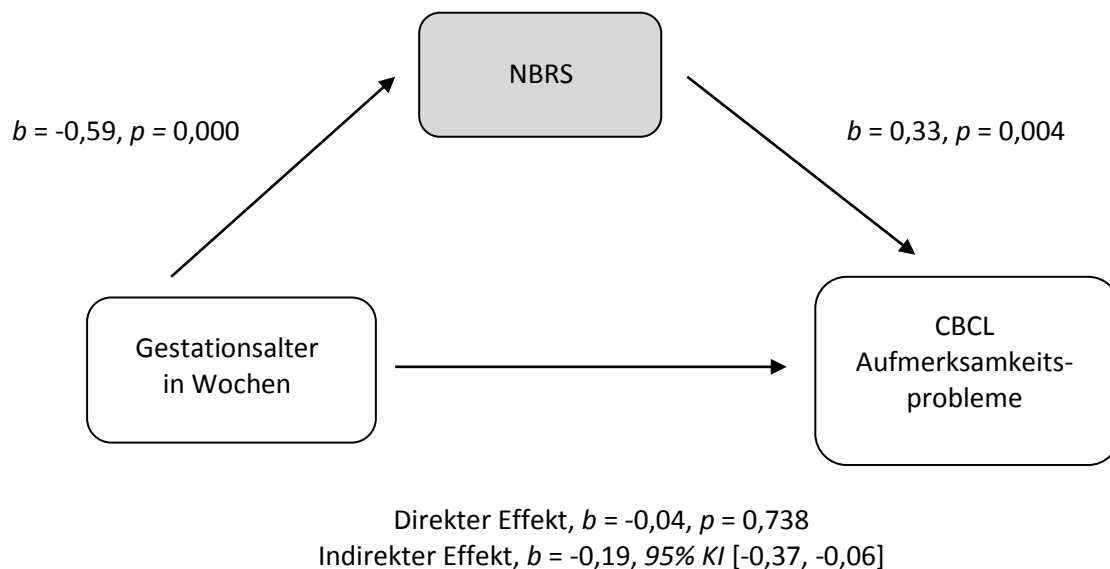 NBRS
b = -0,59, p = 0,000
b = 0,33, p = 0,004
Gestationsalter
in Wochen
CBCL
Aufmerksamkeits-
probleme
Direkter Effekt, b = -0,04, p = 0,738
Indirekter Effekt, b = -0,19, 95% KI [-0,37, -0,06]